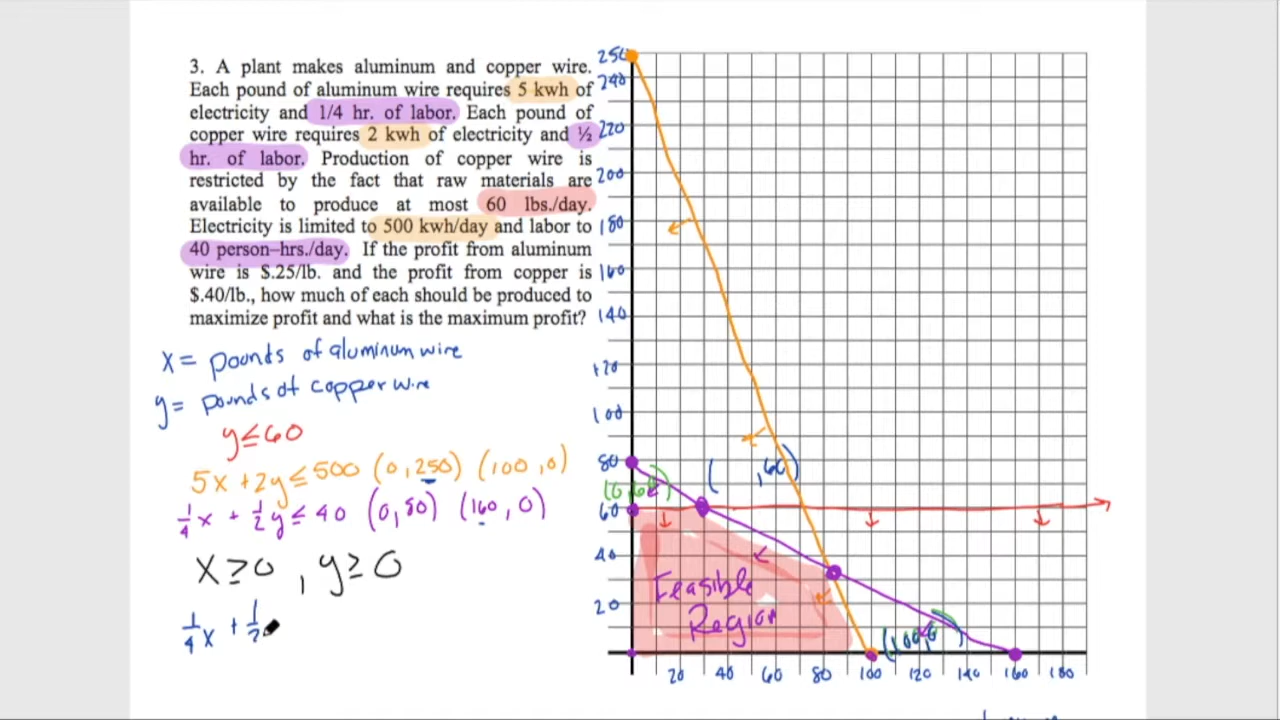 3. A plant makes aluminum and copper wire.
Each pound of aluminum wire requires 5 kwh of
electricity and 1/4 hr. of labor. Each pound of
copper wire requires 2 kwh of electricity and ½
hr. of labor. Production of copper wire is
restricted by the fact that raw materials are
available to produce at most 60 lbs./day.
Electricity is limited to 500 kwh/day and labor to
40 person–hrs./day. If the profit from aluminum
wire is $.25/lb. and the profit from copper is
$.40/lb., how much of each should be produced to
maximize profit and what is the maximum profit?
x = pounds of aluminum wire
y = pounds of copper wire
y ≤ 60
5x + 2y ≤ 500 (0, 250) (100, 0)
1/4 x + 1/2 y ≤ 40 (0, 80) (160, 0)
x ≥ 0 , y ≥ 0
1/4 x + 1/2
250
240
220
200
180
160
140
120
100
80
60
40
20
( , 60)
(0, 60)
Feasible
Region
(100, 0)
20 40 60 80 100 120 140 160 180